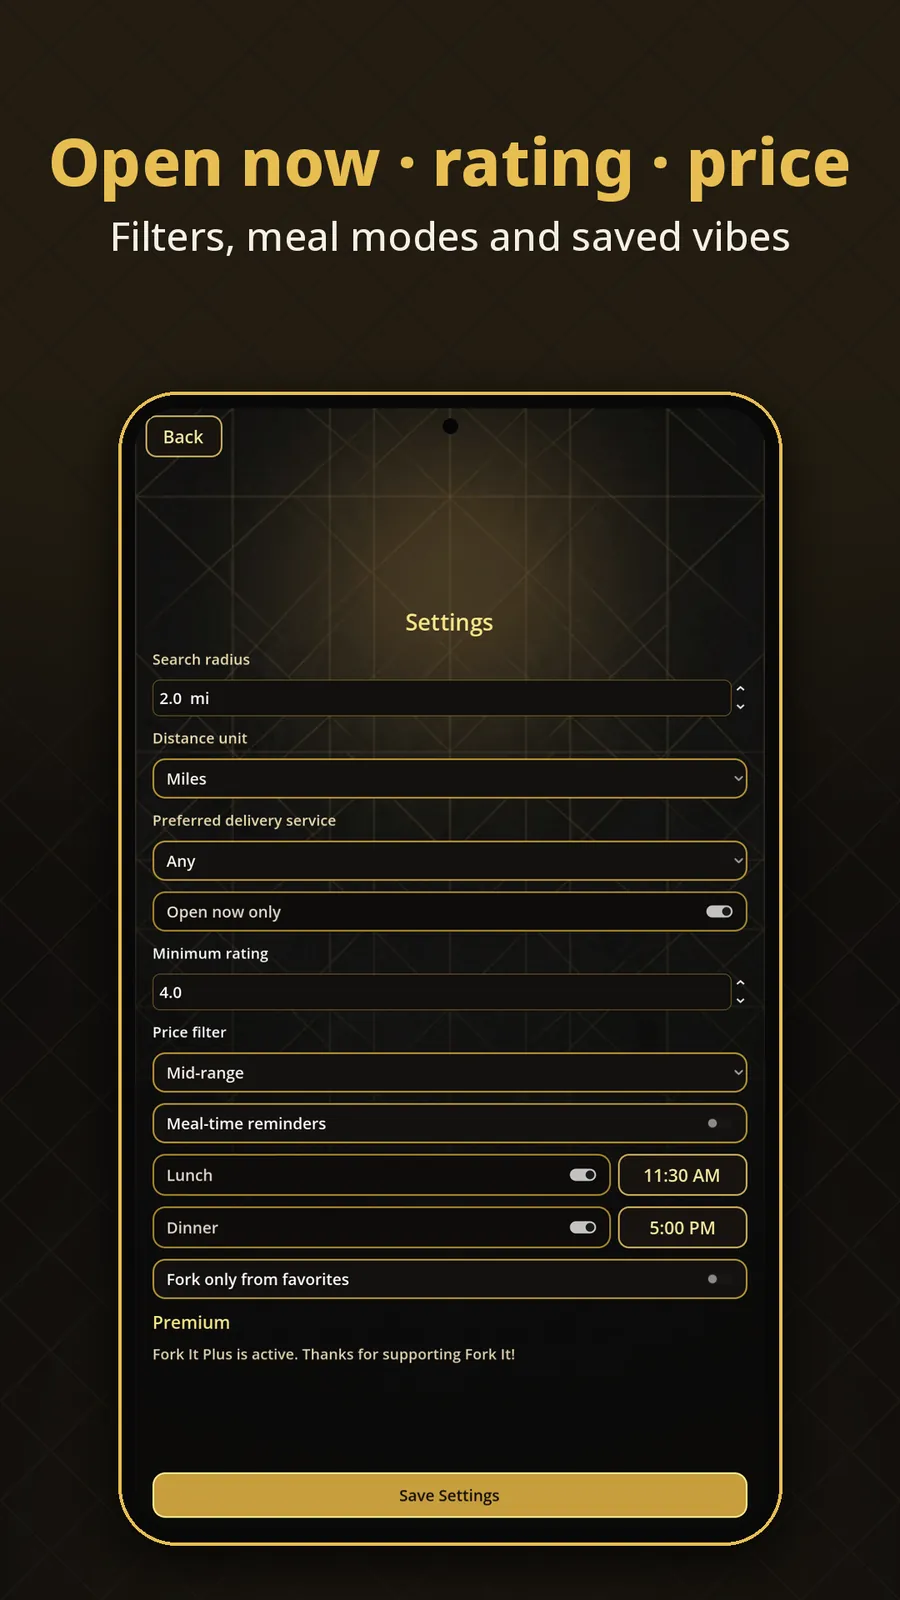 Open now · rating · price
Filters, meal modes and saved vibes
Back
Settings
Search radius
2.0 mi
Distance unit
Miles
Preferred delivery service
Any
Open now only
Minimum rating
4.0
Price filter
Mid-range
Meal-time reminders
Lunch 11:30 AM
Dinner 5:00 PM
Fork only from favorites
Premium
Fork It Plus is active. Thanks for supporting Fork It!
Save Settings